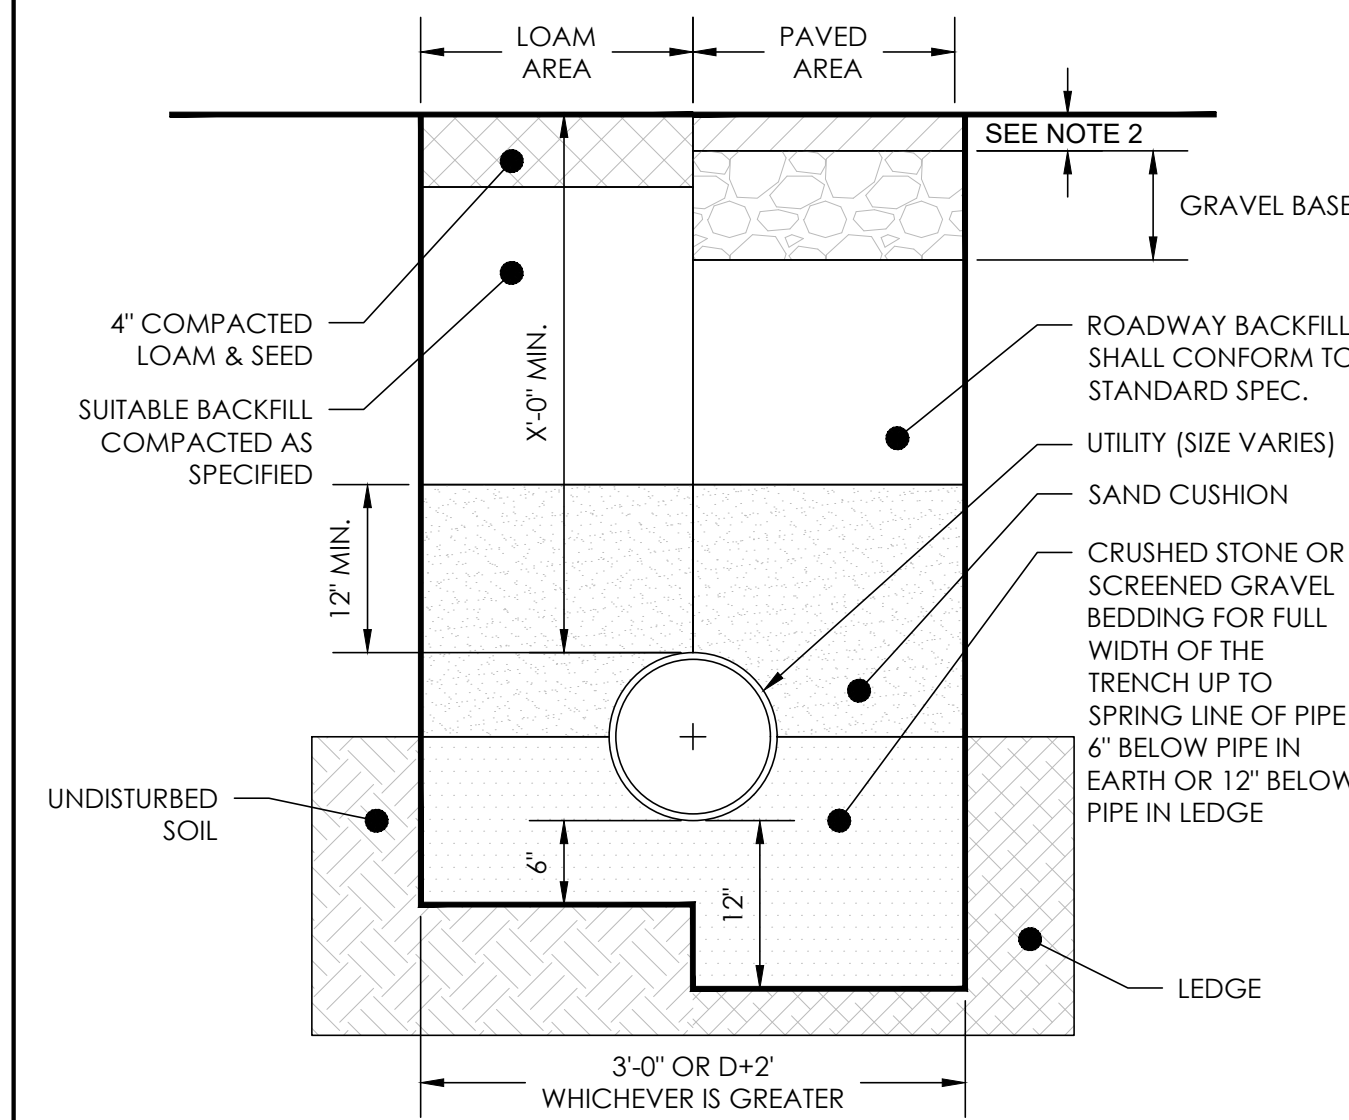 LOAM
AREA
PAVED
AREA
SEE NOTE 2
GRAVEL BASE
4" COMPACTED
LOAM & SEED
SUITABLE BACKFILL
COMPACTED AS
SPECIFIED
X'-0" MIN.
12" MIN.
ROADWAY BACKFILL
SHALL CONFORM TO
STANDARD SPEC.
UTILITY (SIZE VARIES)
SAND CUSHION
CRUSHED STONE OR
SCREENED GRAVEL
BEDDING FOR FULL
WIDTH OF THE
TRENCH UP TO
SPRING LINE OF PIPE
6" BELOW PIPE IN
EARTH OR 12" BELOW
PIPE IN LEDGE
UNDISTURBED
SOIL
6"
12"
LEDGE
3'-0" OR D+2'
WHICHEVER IS GREATER